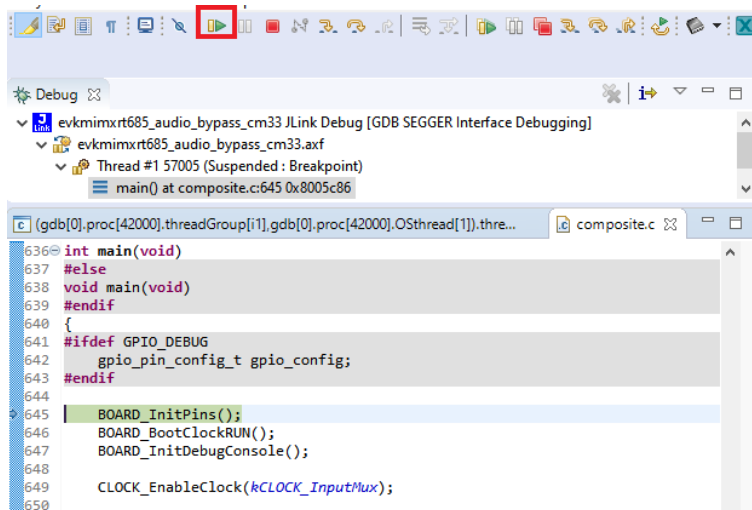 Debug
J
Link
evkmimxrt685_audio_bypass_cm33 JLink Debug [GDB SEGGER Interface Debugging]
evkmimxrt685_audio_bypass_cm33.axf
Thread #1 57005 (Suspended : Breakpoint)
main() at composite.c:645 0x8005c86
(gdb[0].proc[42000].threadGroup[i1],gdb[0].proc[42000].OSthread[1]).thre... composite.c
636 int main(void)
637 #else
638 void main(void)
639 #endif
640 {
641 #ifdef GPIO_DEBUG
642     gpio_pin_config_t gpio_config;
643 #endif
644
645     BOARD_InitPins();
646     BOARD_BootClockRUN();
647     BOARD_InitDebugConsole();
648
649     CLOCK_EnableClock(kCLOCK_InputMux);
650